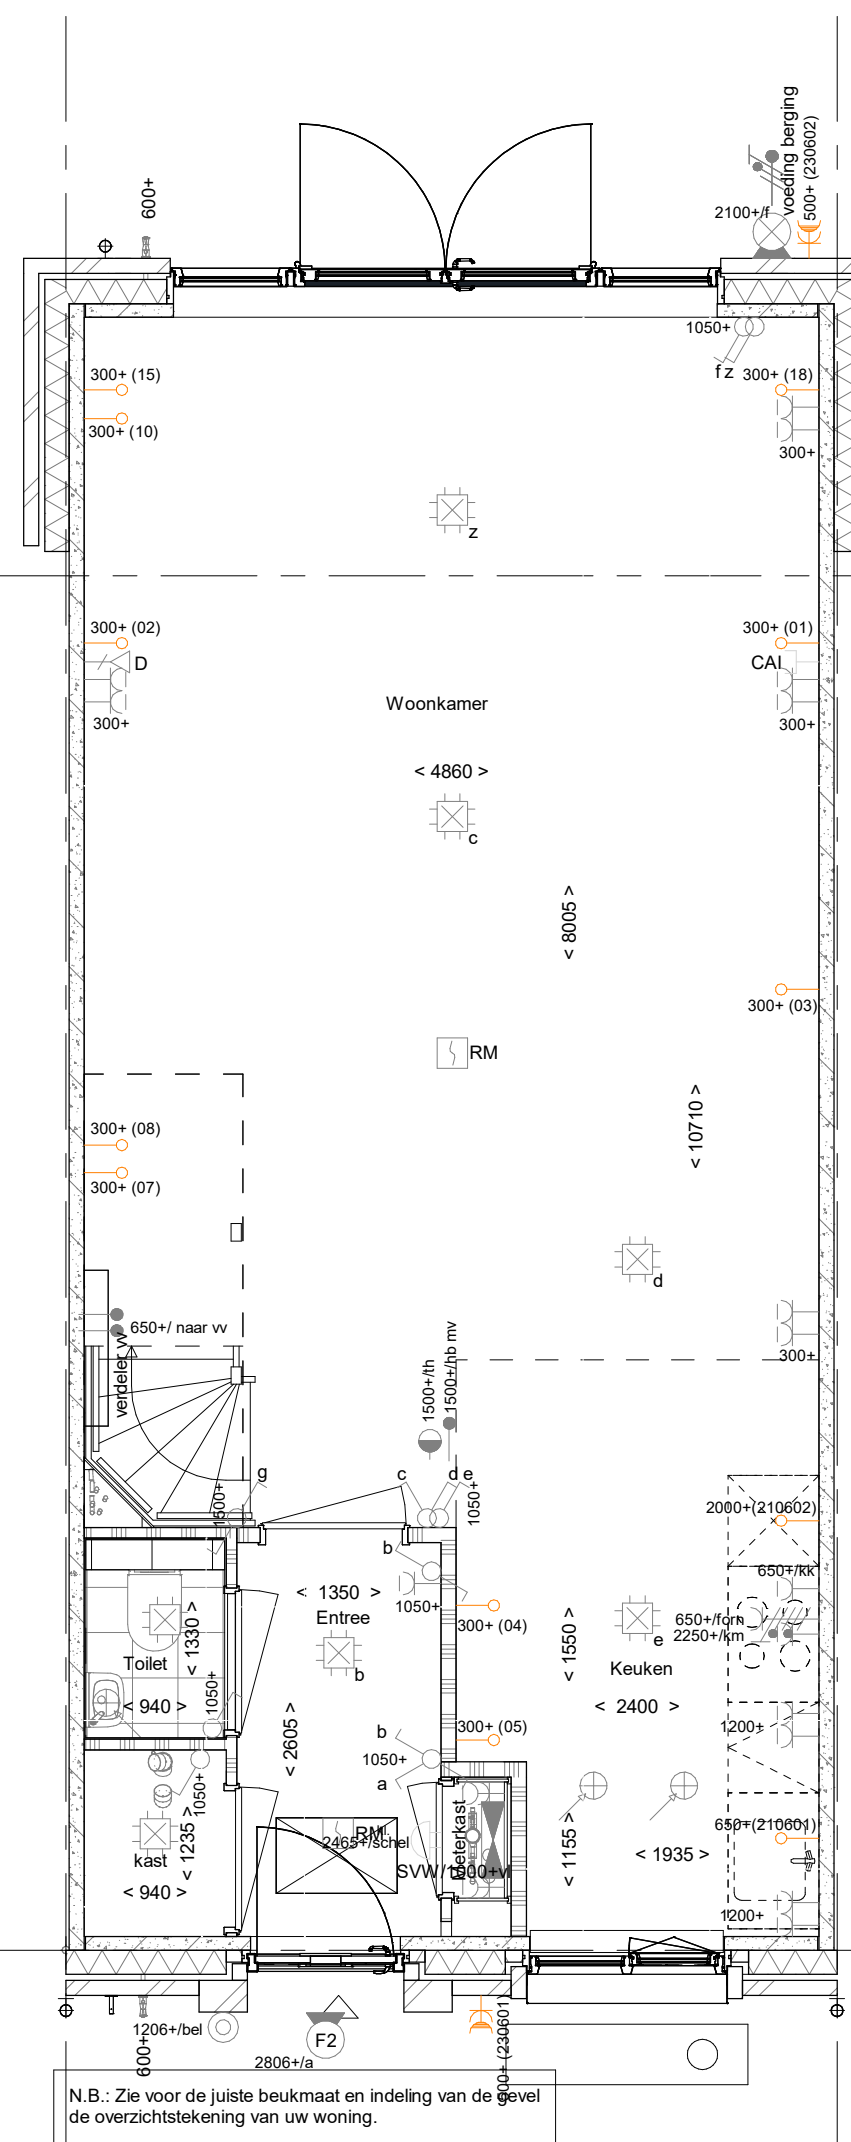 600+
voeding berging
500+ (230602)
2100+/f
1050+
f z
300+ (15)
300+ (18)
300+ (10)
300+
z
300+ (02)
300+ (01)
D
CAI
300+
300+
Woonkamer
< 4860 >
c
< 8005 >
300+ (03)
RM
< 10710 >
300+ (08)
300+ (07)
d
650+/ naar vv
verdeler vv
300+
1500+/th
1500+/hb mv
g
c
d e
1500+
1050+
2000+(210602)
b
650+/kk
< 1350 >
1050+
Entree
300+ (04)
650+/forn
2250+/km
e
< 1330 >
< 1550 >
Toilet
b
Keuken
< 940 >
1050+
< 2400 >
< 2605 >
b
300+ (05)
1200+
1050+
a
1050+
650+(210601)
RM
2465+/schel
meterkast
kast
< 1235 >
SVW/1000+vl
< 1155 >
< 1935 >
< 940 >
1200+
1206+/bel
600+
F2
2806+/a
600+ (230601)
N.B.: Zie voor de juiste beukmaat en indeling van de gevel
de overzichtstekening van uw woning.